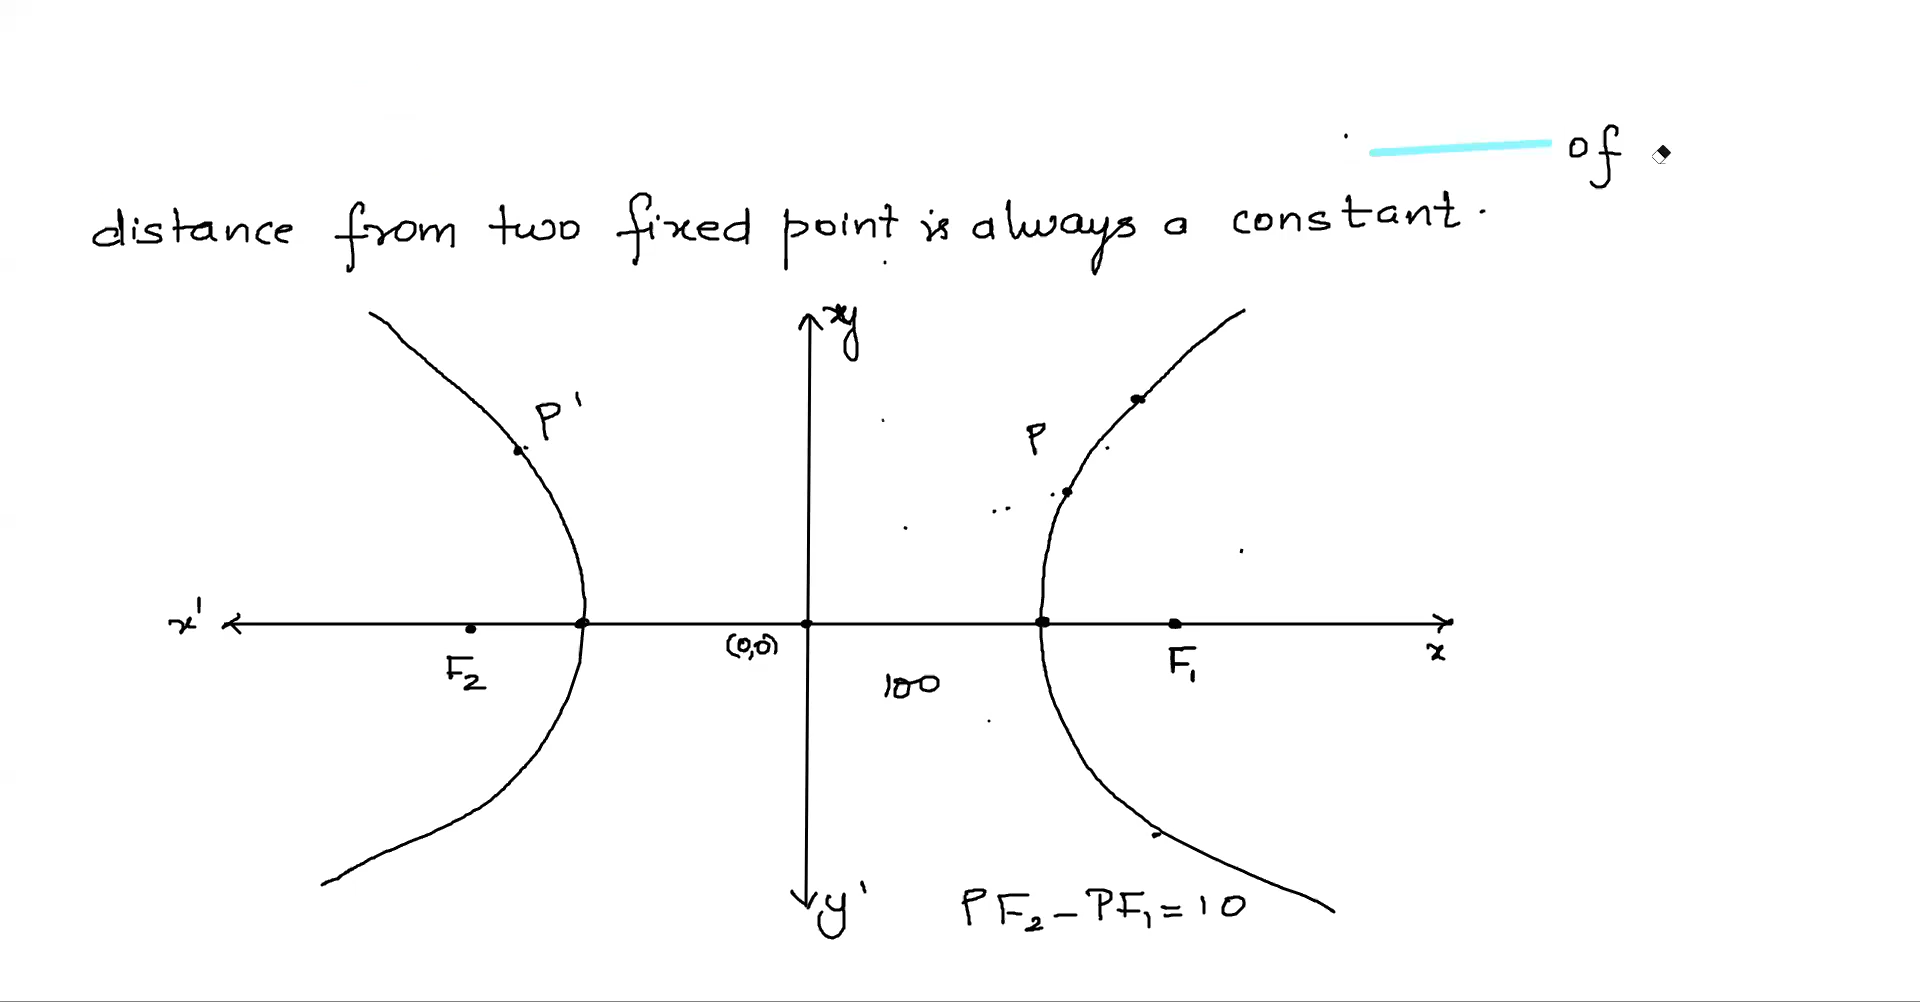 of
distance from two fixed point is always a constant.
y
P'
P
x'
(0,0)
x
F₂
F₁
100
y'
PF₂-PF₁=10